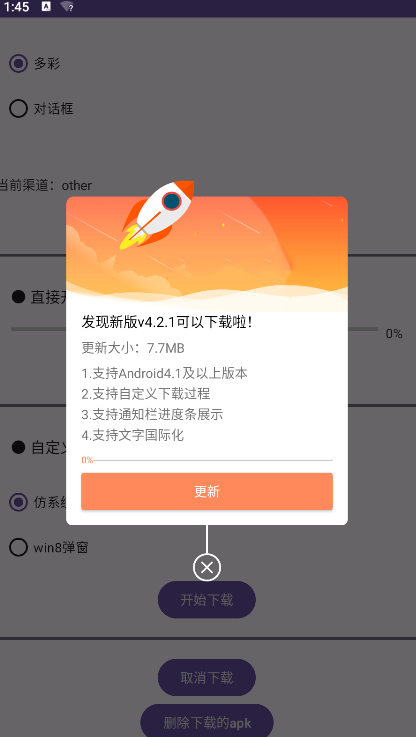 1:45
A
?
多彩
对话框
当前渠道：other
发现新版v4.2.1可以下载啦！
更新大小：7.7MB
1.支持Android4.1及以上版本
2.支持自定义下载过程
3.支持通知栏进度条展示
4.支持文字国际化
0%
更新
直接
0%
自定
仿系
win8弹窗
开始下载
取消下载
删除下载的apk